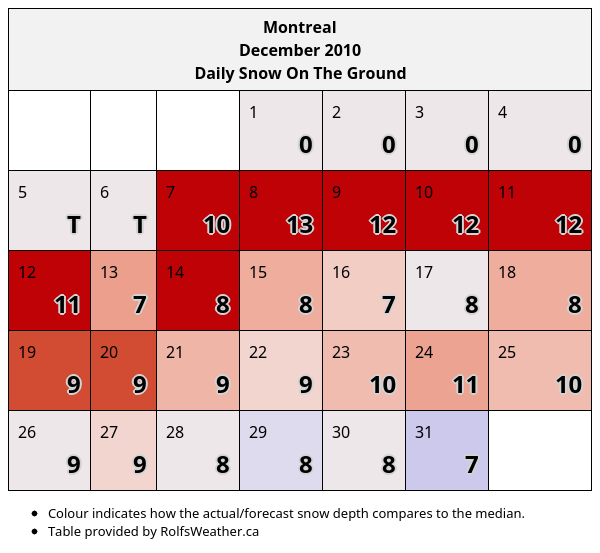 Montreal
December 2010
Daily Snow On The Ground
1 2 3 4
0 0 0 0
5 6 7 8 9 10 11
T T 10 13 12 12 12
12 13 14 15 16 17 18
11 7 8 8 7 8 8
19 20 21 22 23 24 25
9 9 9 9 10 11 10
26 27 28 29 30 31
9 9 8 8 8 7
• Colour indicates how the actual/forecast snow depth compares to the median.
• Table provided by RolfsWeather.ca